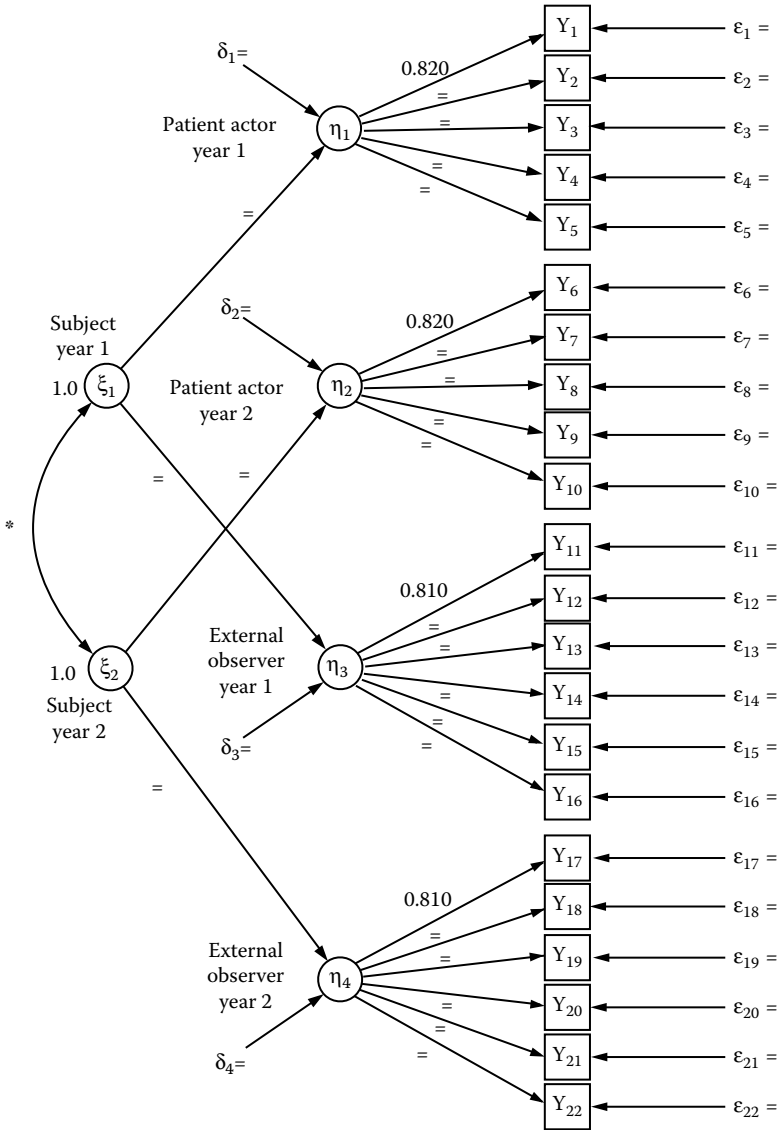 δ₁=
0.820
=
=
=
=
Patient actor
year 1
η₁
Y₁
Y₂
Y₃
Y₄
Y₅
ε₁ =
ε₂ =
ε₃ =
ε₄ =
ε₅ =
=
Subject
year 1
1.0
ξ₁
δ₂=
0.820
=
=
=
=
Patient actor
year 2
η₂
Y₆
Y₇
Y₈
Y₉
Y₁₀
ε₆ =
ε₇ =
ε₈ =
ε₉ =
ε₁₀ =
=
=
*
0.810
=
=
=
=
=
External
observer
year 1
η₃
δ₃=
Y₁₁
Y₁₂
Y₁₃
Y₁₄
Y₁₅
Y₁₆
ε₁₁ =
ε₁₂ =
ε₁₃ =
ε₁₄ =
ε₁₅ =
ε₁₆ =
1.0
ξ₂
Subject
year 2
=
0.810
=
=
=
=
=
External
observer
year 2
η₄
δ₄=
Y₁₇
Y₁₈
Y₁₉
Y₂₀
Y₂₁
Y₂₂
ε₁₇ =
ε₁₈ =
ε₁₉ =
ε₂₀ =
ε₂₁ =
ε₂₂ =